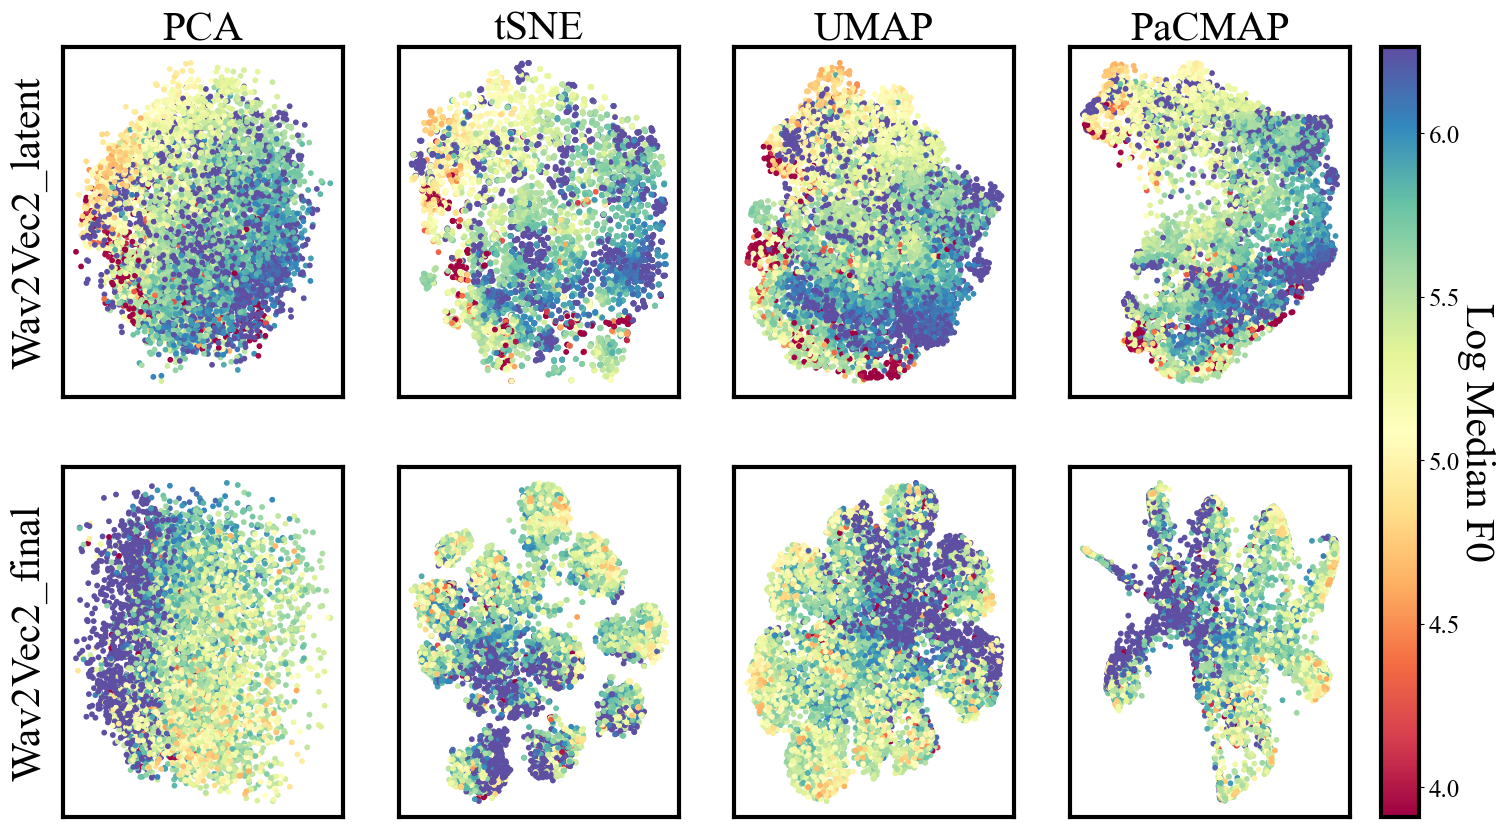 PCA
tSNE
UMAP
PaCMAP
Wav2Vec2_latent
Wav2Vec2_final
6.0
5.5
5.0
4.5
4.0
Log Median F0